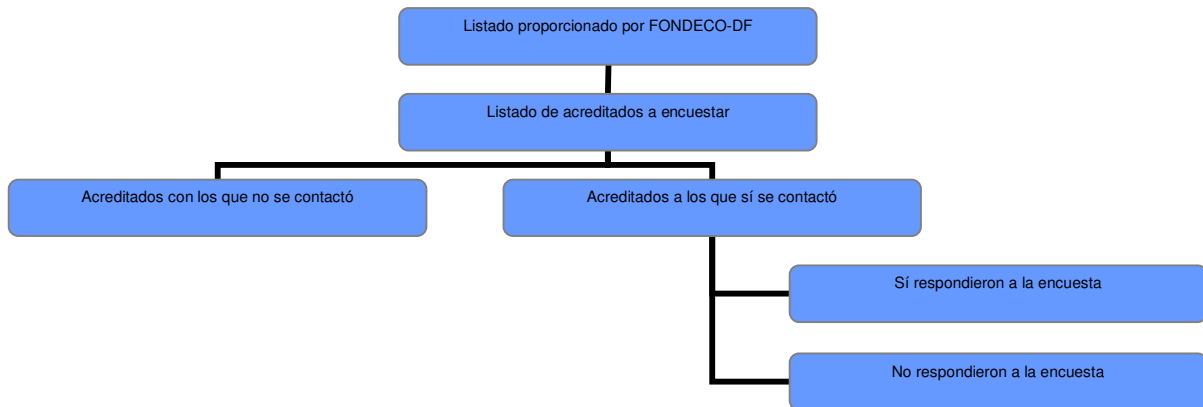 Listado proporcionado por FONDECO-DF
Listado de acreditados a encuestar
Acreditados con los que no se contactó
Acreditados a los que sí se contactó
Sí respondieron a la encuesta
No respondieron a la encuesta